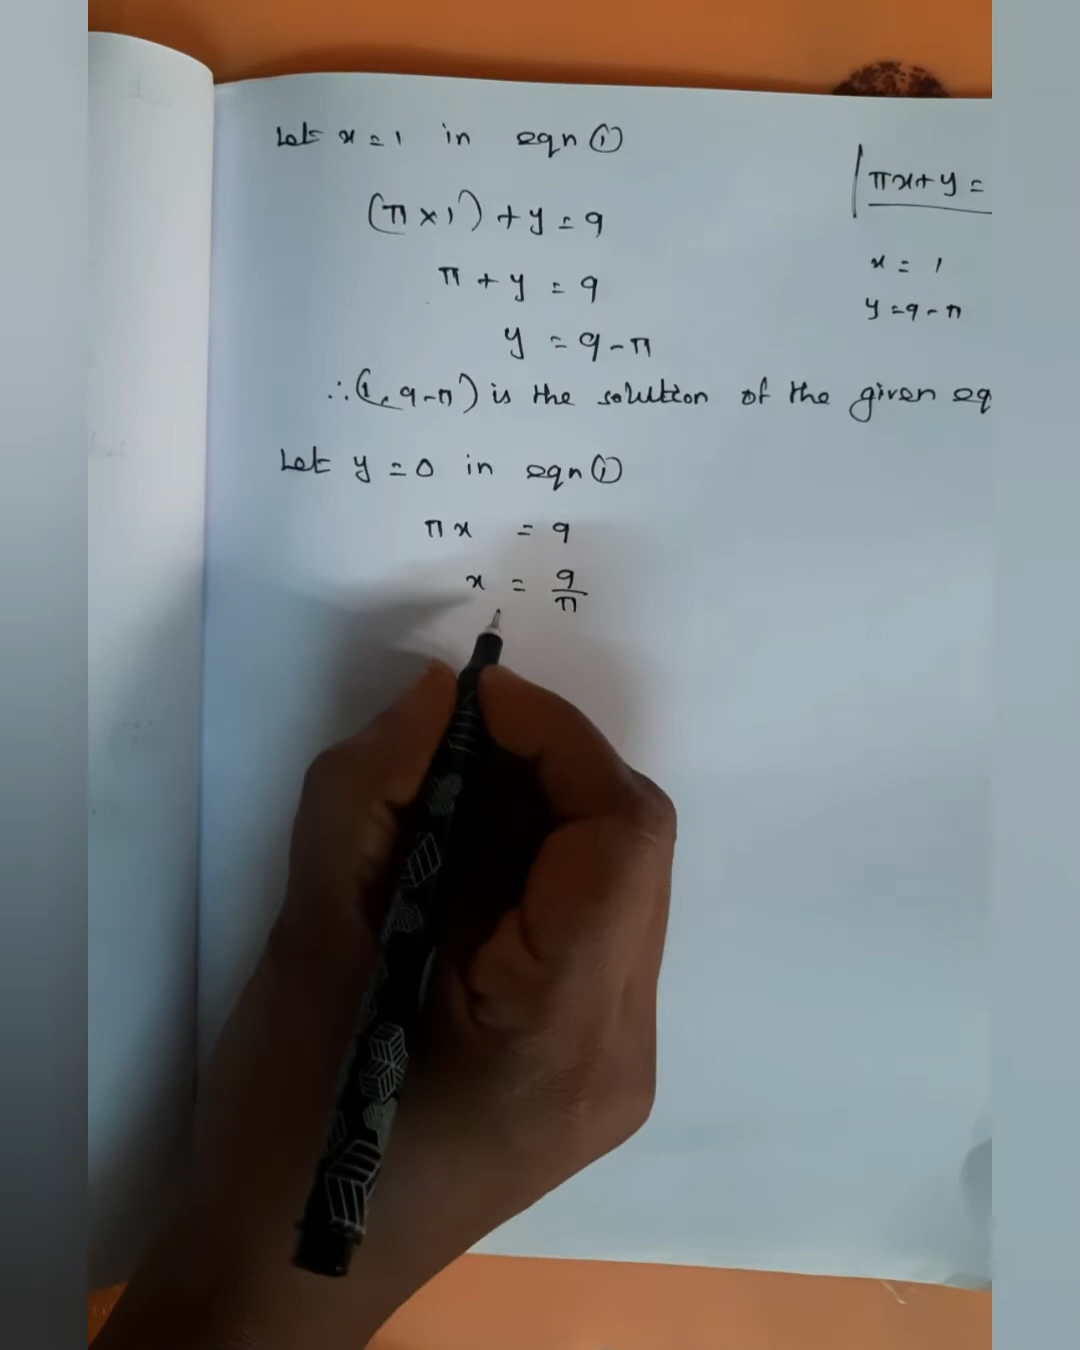 Let x = 1 in eqn ①
(π × 1) + y = 9
π + y = 9
y = 9 - π
∴ (1, 9-π) is the solution of the given eq
Let y = 0 in eqn ①
πx = 9
x = 9/π
πx + y =
x = 1
y = 9 - π